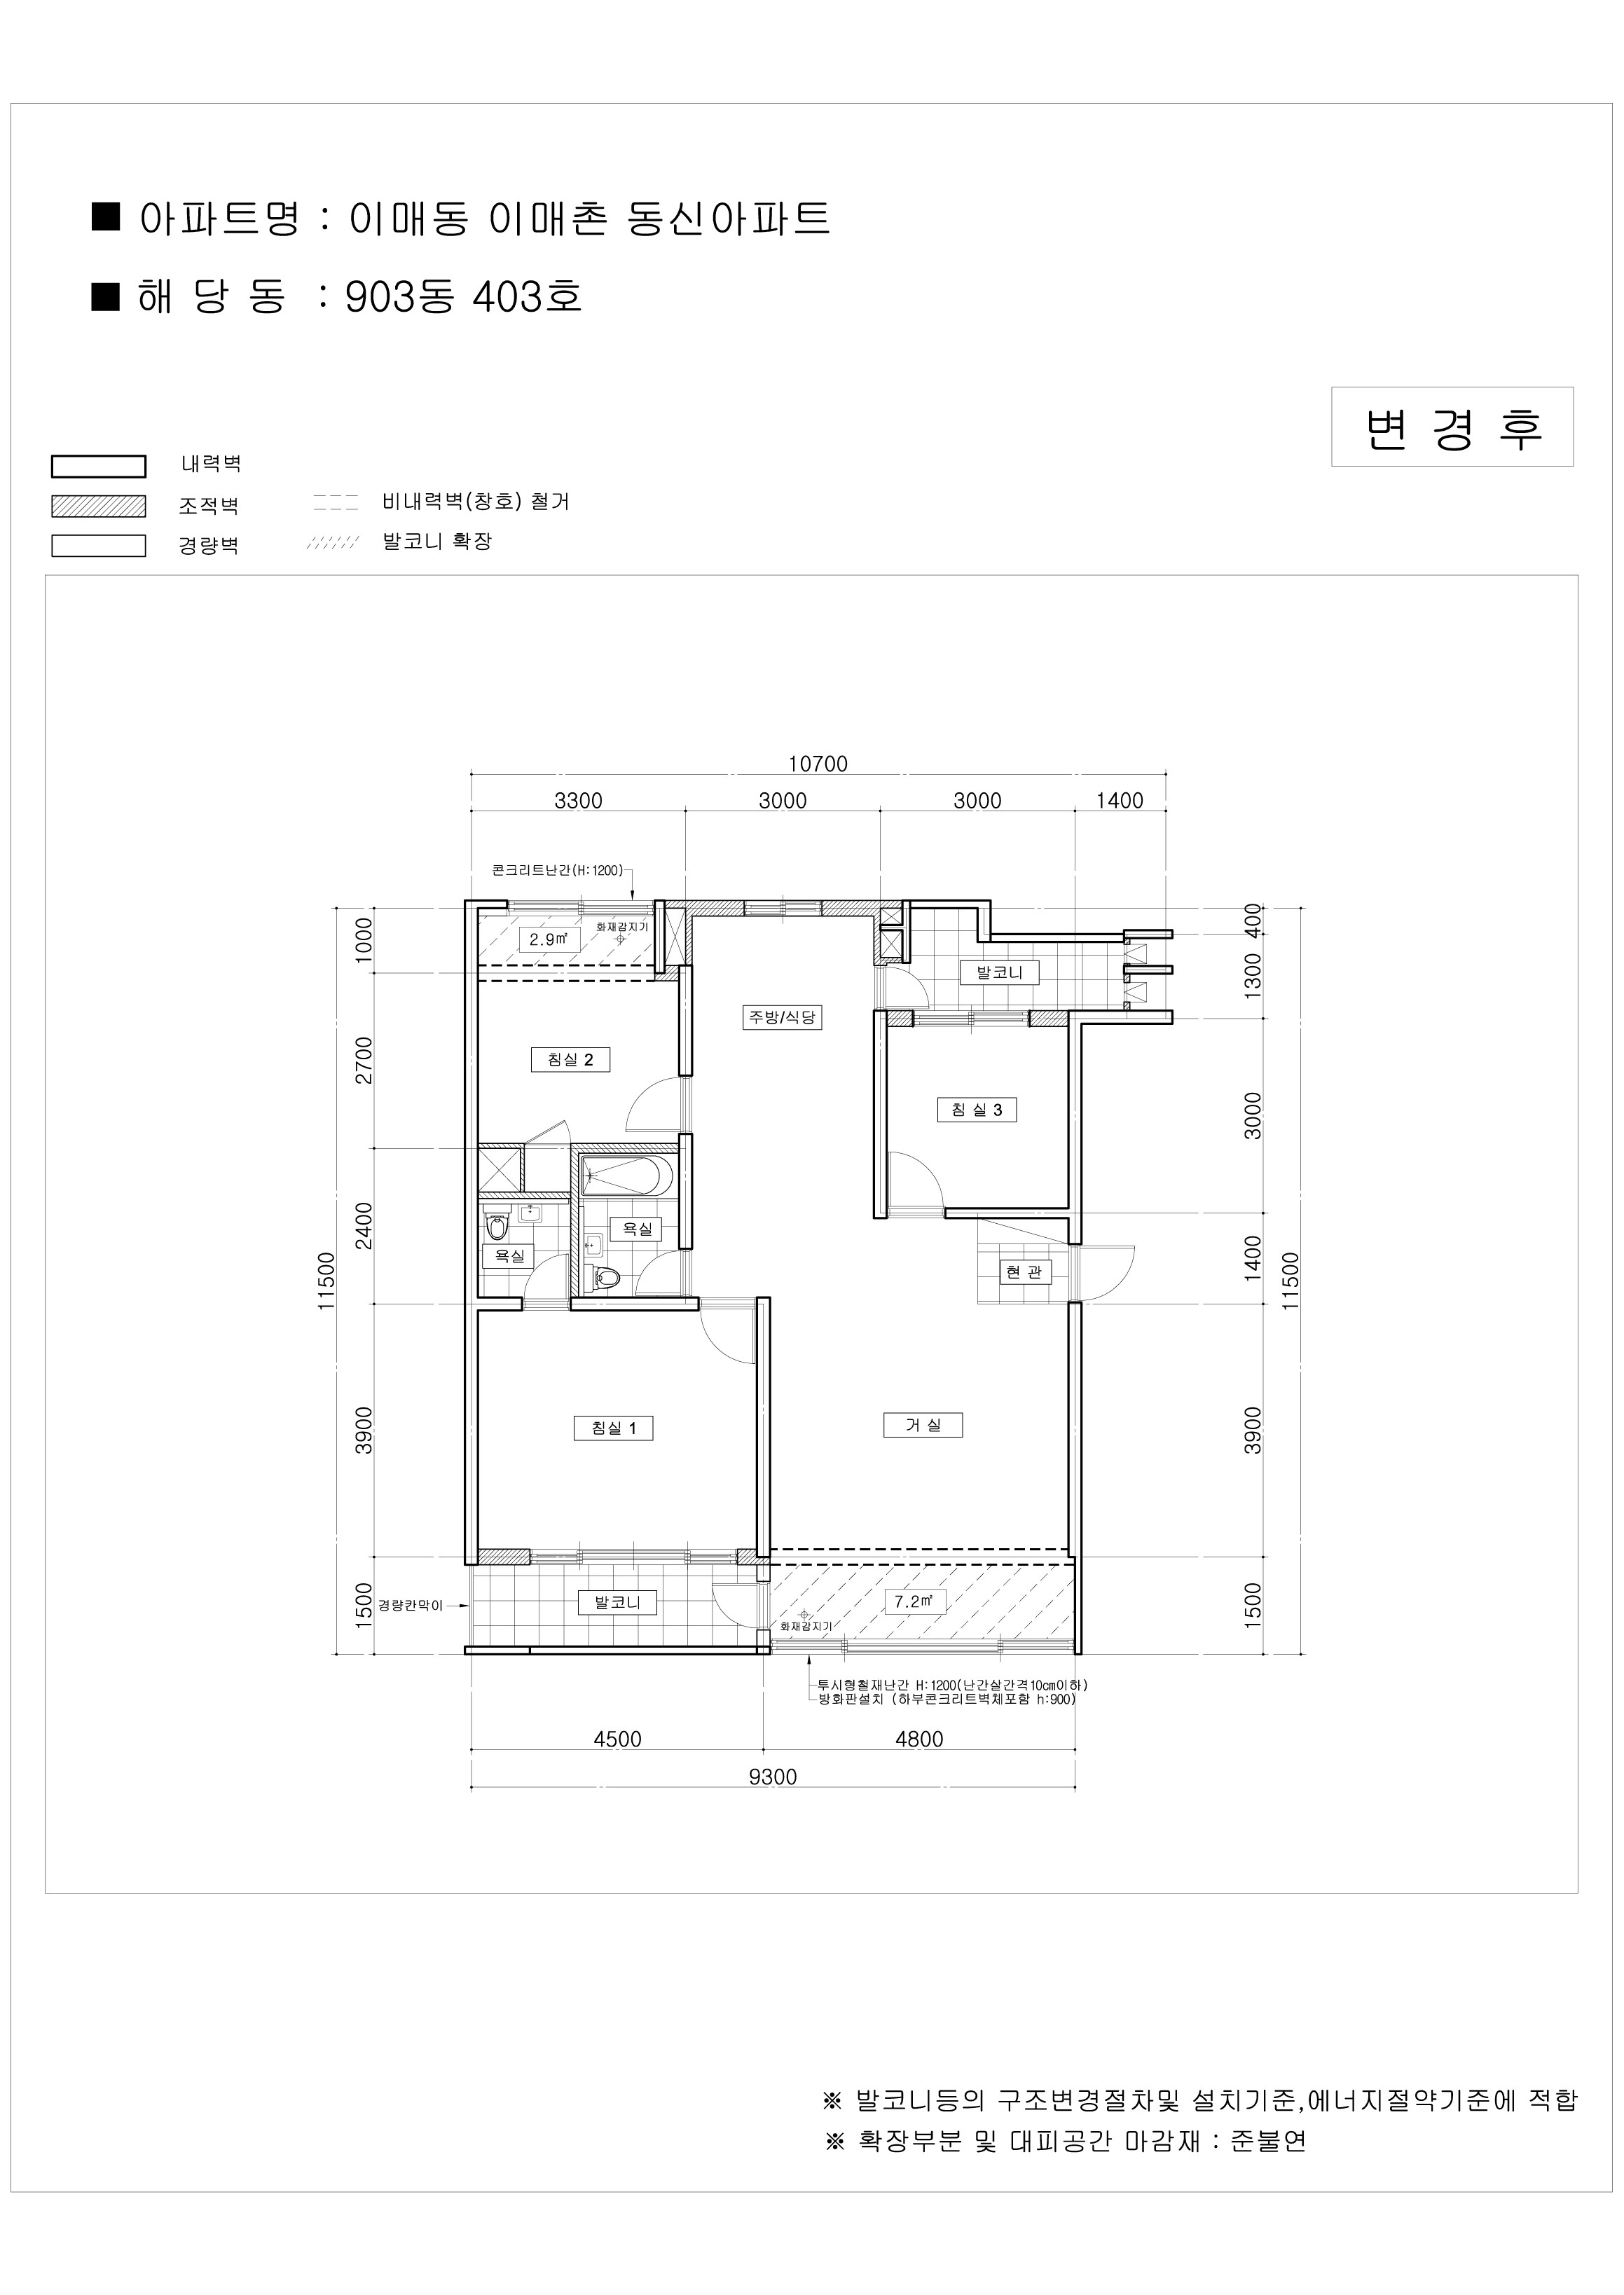 ■ 아파트명 : 이매동 이매촌 동신아파트
■ 해 당 동 : 903동 403호
변 경 후
내력벽
조적벽
비내력벽(창호) 철거
경량벽
발코니 확장
10700
3300 3000 3000 1400
콘크리트난간(H:1200)
화재감지기
2.9㎡
1000
400
발코니
1300
주방/식당
침실 2
2700
침 실 3
3000
욕실
욕실
2400
현 관
1400
11500
11500
침실 1
거 실
3900
3900
발코니
7.2㎡
경량칸막이
화재감지기
1500
1500
투시형철재난간 H:1200(난간살간격10㎝이하)
방화판설치 (하부콘크리트벽체포함 h:900)
4500 4800
9300
※ 발코니등의 구조변경절차및 설치기준,에너지절약기준에 적합
※ 확장부분 및 대피공간 마감재 : 준불연